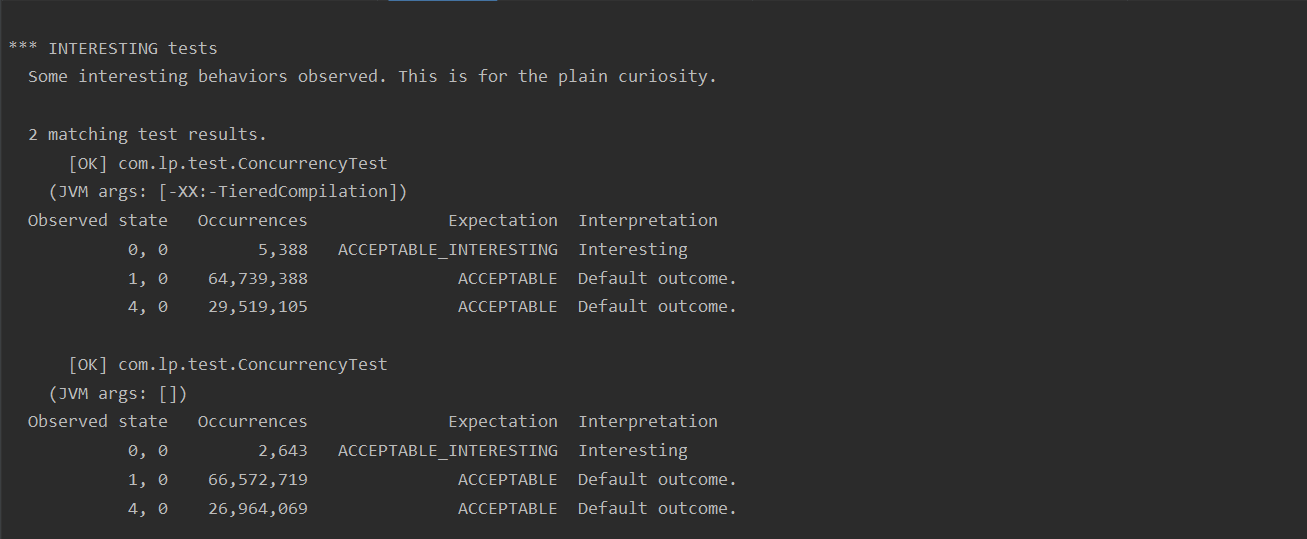 *** INTERESTING tests
Some interesting behaviors observed. This is for the plain curiosity.
2 matching test results.
[OK] com.lp.test.ConcurrencyTest
(JVM args: [-XX:-TieredCompilation])
Observed state Occurrences Expectation Interpretation
0, 0 5,388 ACCEPTABLE_INTERESTING Interesting
1, 0 64,739,388 ACCEPTABLE Default outcome.
4, 0 29,519,105 ACCEPTABLE Default outcome.
[OK] com.lp.test.ConcurrencyTest
(JVM args: [])
Observed state Occurrences Expectation Interpretation
0, 0 2,643 ACCEPTABLE_INTERESTING Interesting
1, 0 66,572,719 ACCEPTABLE Default outcome.
4, 0 26,964,069 ACCEPTABLE Default outcome.